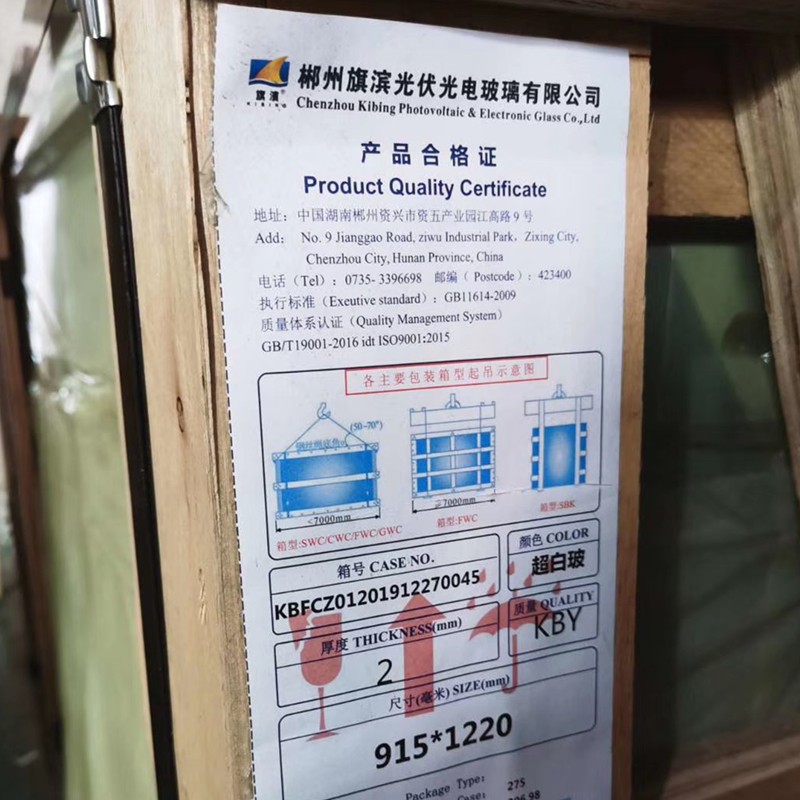 郴州旗滨光伏光电玻璃有限公司
旗滨
KIBING
Chenzhou Kibing Photovoltaic & Electronic Glass Co.,Ltd
产品合格证
Product Quality Certificate
地址：中国湖南郴州资兴市资五产业园江高路9号
Add： No. 9 Jianggao Road, ziwu Industrial Park，Zixing City,
Chenzhou City, Hunan Province, China
电话（Tel）：0735- 3396698 邮编（ Postcode）：423400
执行标准（Exeutive standard）：GB11614-2009
质量体系认证（Quality Management System）
GB/T19001-2016 idt ISO9001:2015
各主要包装箱型起吊示意图
(50~70°)
钢丝绳底角
<7000mm
≥7000mm
箱型:SWC/CWC/FWC/GWC
箱型:FWC
箱型:SBK
箱号 CASE NO.
KBFCZ01201912270045
颜色 COLOR
超白玻
厚度 THICKNESS(mm)
2
质量 QUALITY
KBY
尺寸(毫米) SIZE(mm)
915*1220
Package Type:
275
Case: